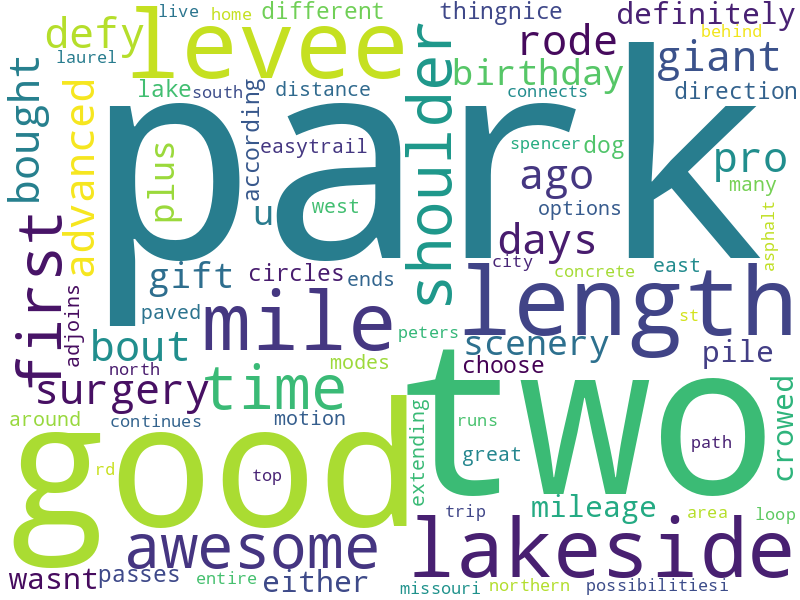 live
home
different
thingnice
definitely
defy
levee
rode
behind
laurel
shoulder
birthday
giant
bought
advanced
lake
south
according
distance
connects
direction
park
plus
easytrail
spencer
dog
pro
first
u
west
ago
options
many
days
asphalt
gift
circles
ends
city
concrete
east
adjoins
paved
mile
length
st
bout
north
modes
peters
scenery
choose
pile
surgery
time
two
crowed
around
continues
motion
extending
runs
good
rd
top
great
path
awesome
trip
mileage
area
loop
lakeside
wasnt
passes
entire
either
missouri
northern
possibilitiesi